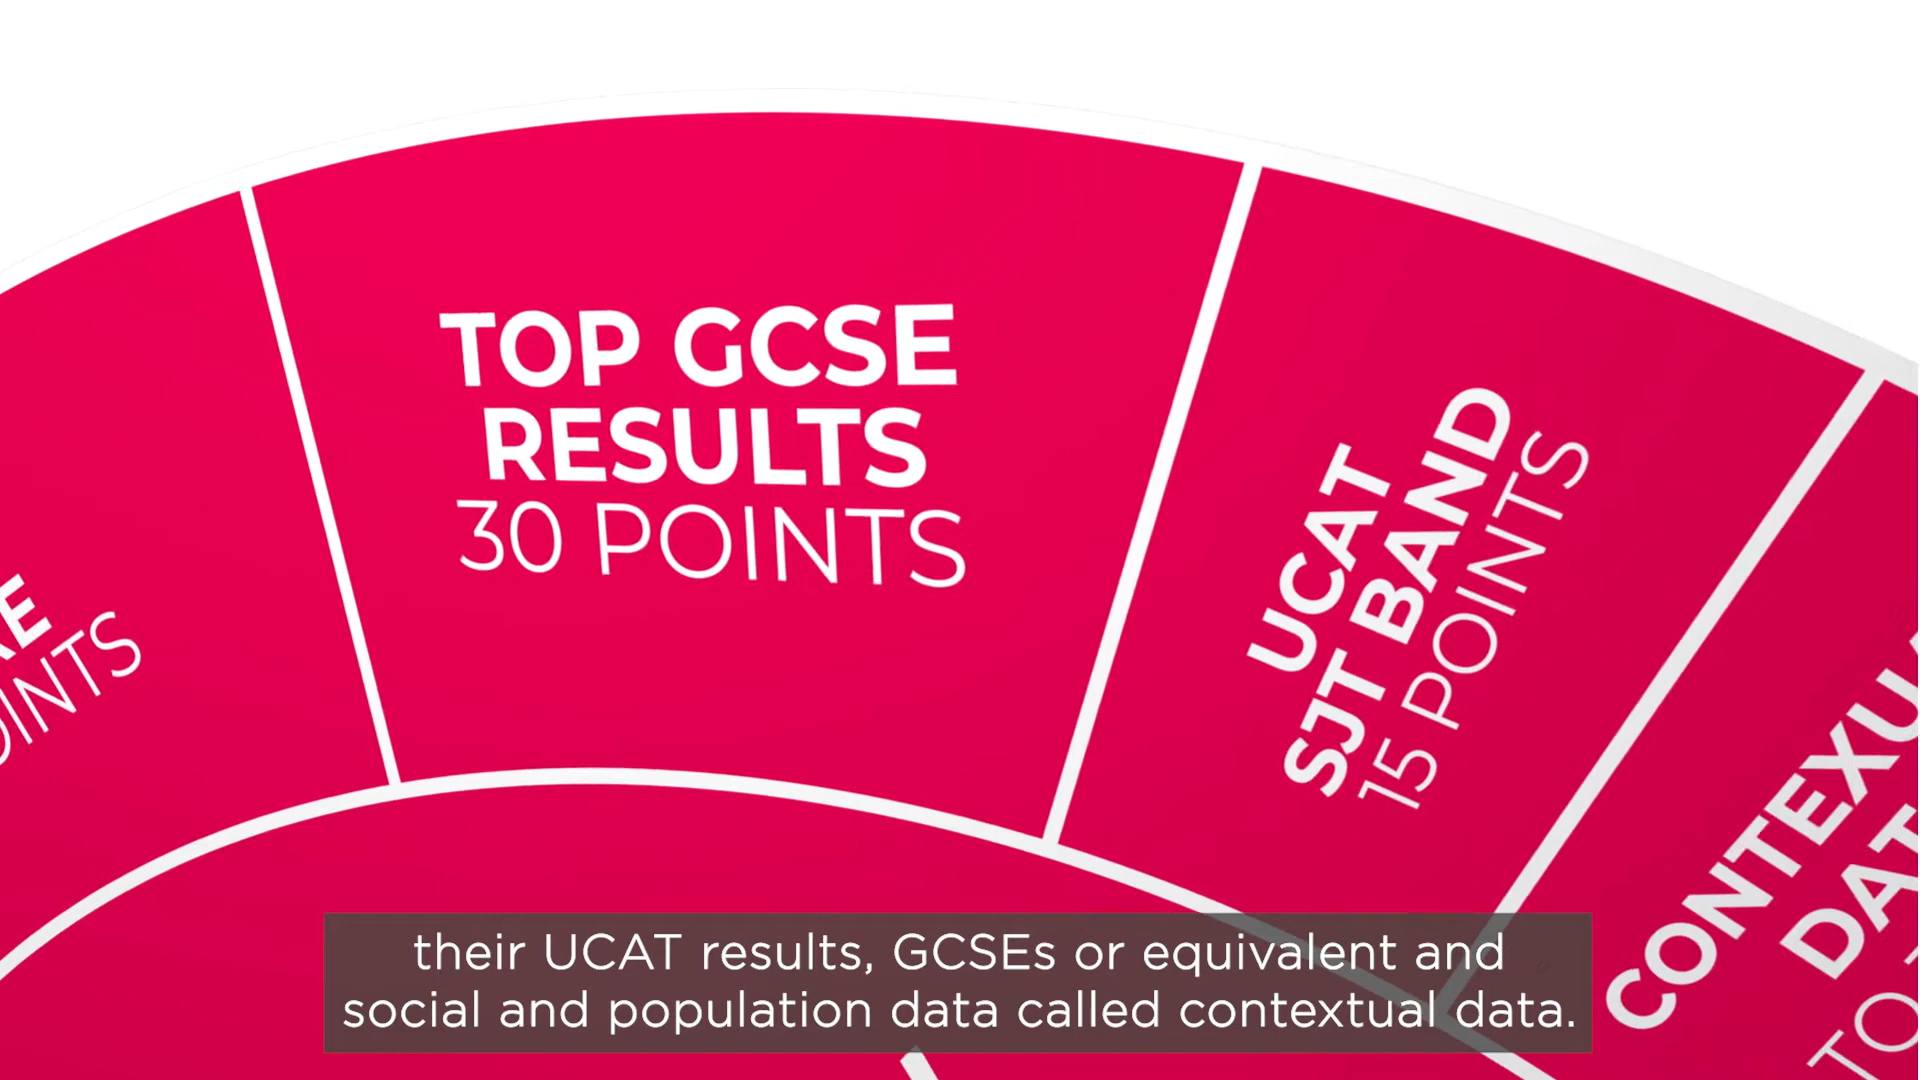 TOP GCSE
RESULTS
30 POINTS
UCAT
SJT BAND
15 POINTS
their UCAT results, GCSEs or equivalent and
social and population data called contextual data.